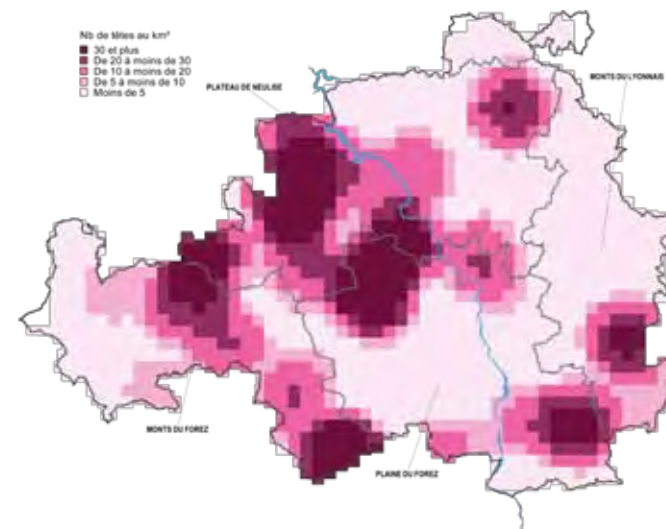 Nb de têtes au km²
30 et plus
De 20 à moins de 30
De 10 à moins de 20
De 5 à moins de 10
Moins de 5
PLATEAU DE NEULISE
MONTS DU LYONNAIS
MONTS DU FOREZ
PLAINE DU FOREZ